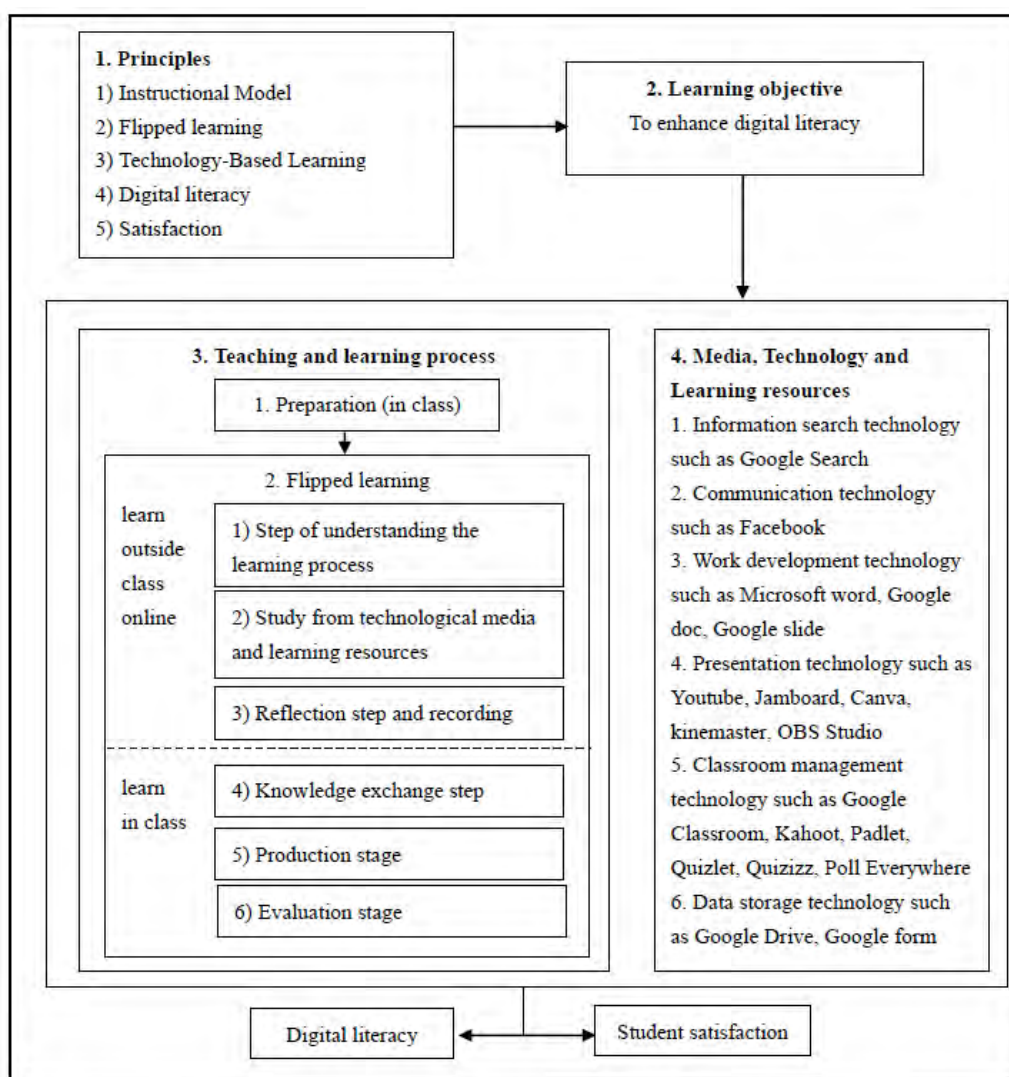 1. Principles
1) Instructional Model
2) Flipped learning
3) Technology-Based Learning
4) Digital literacy
5) Satisfaction
2. Learning objective
To enhance digital literacy
3. Teaching and learning process
1. Preparation (in class)
2. Flipped learning
learn
outside
class
online
1) Step of understanding the
learning process
2) Study from technological media
and learning resources
3) Reflection step and recording
learn
in class
4) Knowledge exchange step
5) Production stage
6) Evaluation stage
4. Media, Technology and
Learning resources
1. Information search technology
such as Google Search
2. Communication technology
such as Facebook
3. Work development technology
such as Microsoft word, Google
doc, Google slide
4. Presentation technology such as
Youtube, Jamboard, Canva,
kinemaster, OBS Studio
5. Classroom management
technology such as Google
Classroom, Kahoot, Padlet,
Quizlet, Quizizz, Poll Everywhere
6. Data storage technology such
as Google Drive, Google form
Digital literacy
Student satisfaction